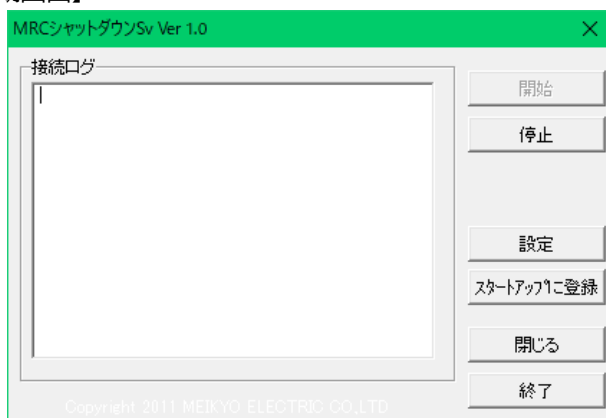 MRCシャットダウンSv Ver 1.0
接続ログ
開始
停止
設定
スタートアップに登録
閉じる
終了
Copyright 2011 MEIKYO ELECTRIC CO.,LTD